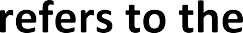 refers to the